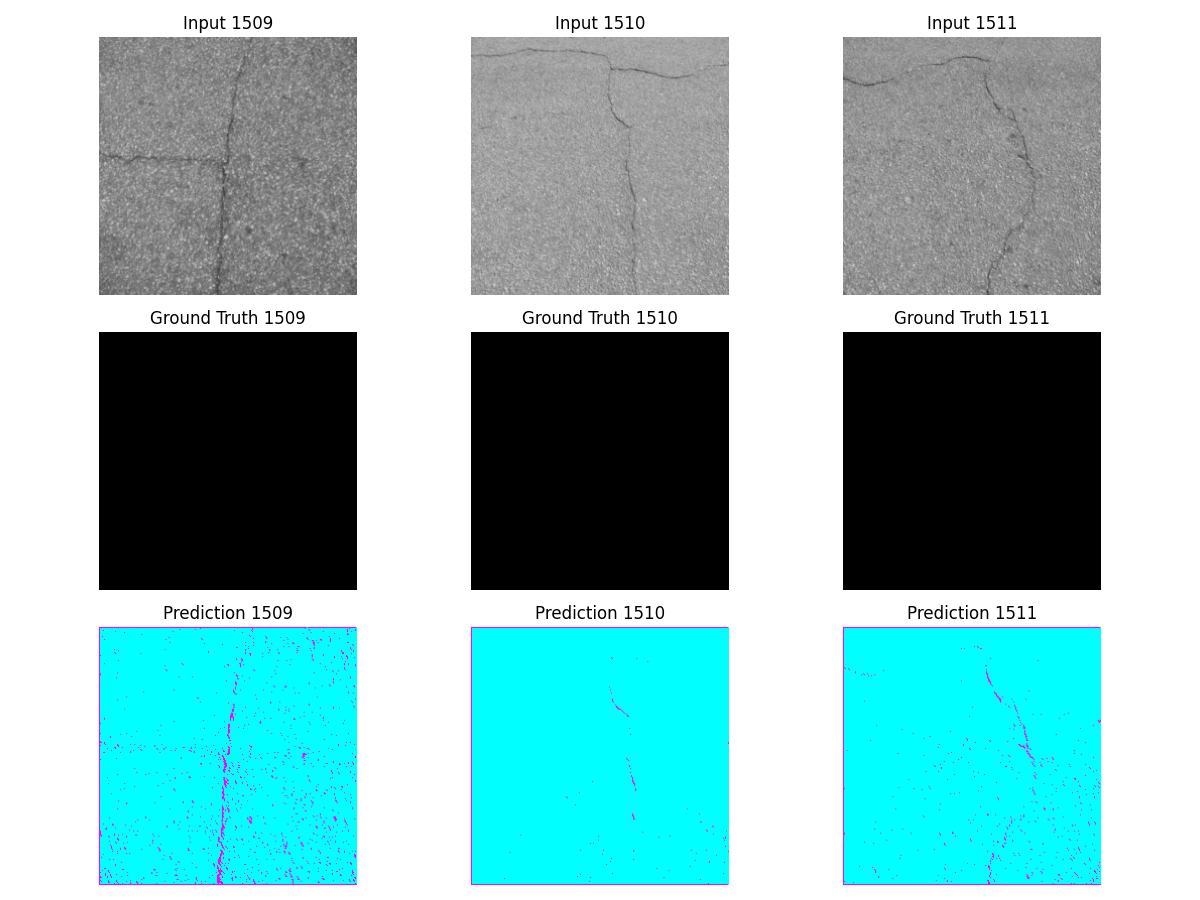 Input 1509
Input 1510
Input 1511
Ground Truth 1509
Ground Truth 1510
Ground Truth 1511
Prediction 1509
Prediction 1510
Prediction 1511